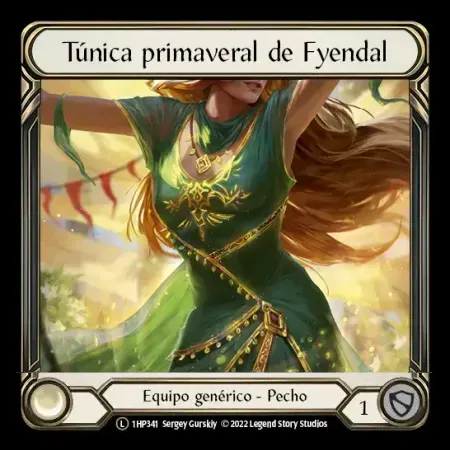 Túnica primaveral de Fyendal
Equipo genérico - Pecho
1
L 1HP341 Sergey Gurskiy © 2022 Legend Story Studios